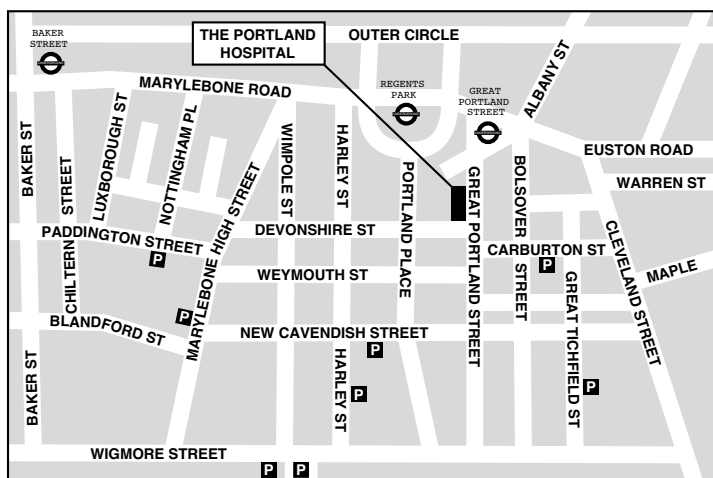 BAKER
STREET
THE PORTLAND
HOSPITAL
OUTER CIRCLE
ALBANY ST
MARYLEBONE ROAD
REGENTS
PARK
GREAT
PORTLAND
STREET
EUSTON ROAD
WARREN ST
BAKER ST
CHILTERN STREET
LUXBOROUGH ST
NOTTINGHAM PL
MARYLEBONE HIGH STREET
WIMPOLE ST
HARLEY ST
PORTLAND PLACE
GREAT PORTLAND STREET
BOLSOVER STREET
CLEVELAND STREET
PADDINGTON STREET
DEVONSHIRE ST
CARBURTON ST
P
P
WEYMOUTH ST
MAPLE
GREAT TICHFIELD ST
P
BLANDFORD ST
NEW CAVENDISH STREET
P
BAKER ST
HARLEY ST
P
P
WIGMORE STREET
P
P